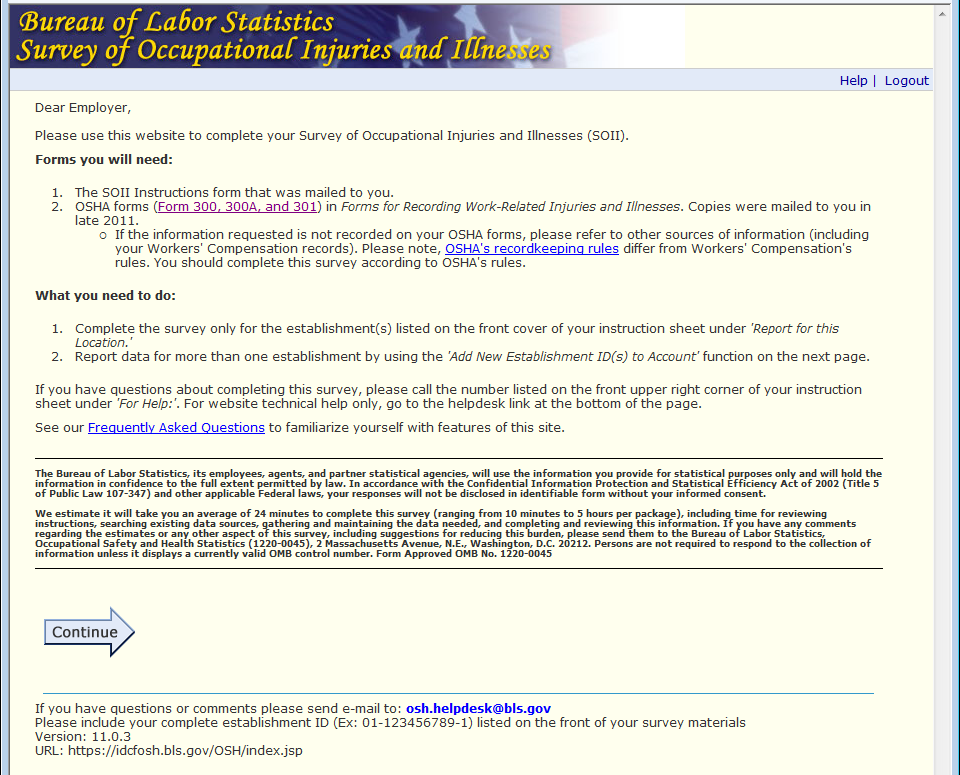 Bureau of Labor Statistics
Survey of Occupational Injuries and Illnesses
Help | Logout
Dear Employer,
Please use this website to complete your Survey of Occupational Injuries and Illnesses (SOII).
Forms you will need:
1. The SOII Instructions form that was mailed to you.
2. OSHA forms (Form 300, 300A, and 301) in Forms for Recording Work-Related Injuries and Illnesses. Copies were mailed to you in
late 2011.
o If the information requested is not recorded on your OSHA forms, please refer to other sources of information (including
your Workers' Compensation records). Please note, OSHA's recordkeeping rules differ from Workers' Compensation's
rules. You should complete this survey according to OSHA's rules.
What you need to do:
1. Complete the survey only for the establishment(s) listed on the front cover of your instruction sheet under 'Report for this
Location.'
2. Report data for more than one establishment by using the 'Add New Establishment ID(s) to Account' function on the next page.
If you have questions about completing this survey, please call the number listed on the front upper right corner of your instruction
sheet under 'For Help:'. For website technical help only, go to the helpdesk link at the bottom of the page.
See our Frequently Asked Questions to familiarize yourself with features of this site.
The Bureau of Labor Statistics, its employees, agents, and partner statistical agencies, will use the information you provide for statistical purposes only and will hold the
information in confidence to the full extent permitted by law. In accordance with the Confidential Information Protection and Statistical Efficiency Act of 2002 (Title 5
of Public Law 107-347) and other applicable Federal laws, your responses will not be disclosed in identifiable form without your informed consent.
We estimate it will take you an average of 24 minutes to complete this survey (ranging from 10 minutes to 5 hours per package), including time for reviewing
instructions, searching existing data sources, gathering and maintaining the data needed, and completing and reviewing this information. If you have any comments
regarding the estimates or any other aspect of this survey, including suggestions for reducing this burden, please send them to the Bureau of Labor Statistics,
Occupational Safety and Health Statistics (1220-0045), 2 Massachusetts Avenue, N.E., Washington, D.C. 20212. Persons are not required to respond to the collection of
information unless it displays a currently valid OMB control number. Form Approved OMB No. 1220-0045
Continue
If you have questions or comments please send e-mail to: osh.helpdesk@bls.gov
Please include your complete establishment ID (Ex: 01-123456789-1) listed on the front of your survey materials
Version: 11.0.3
URL: https://idcfosh.bls.gov/OSH/index.jsp